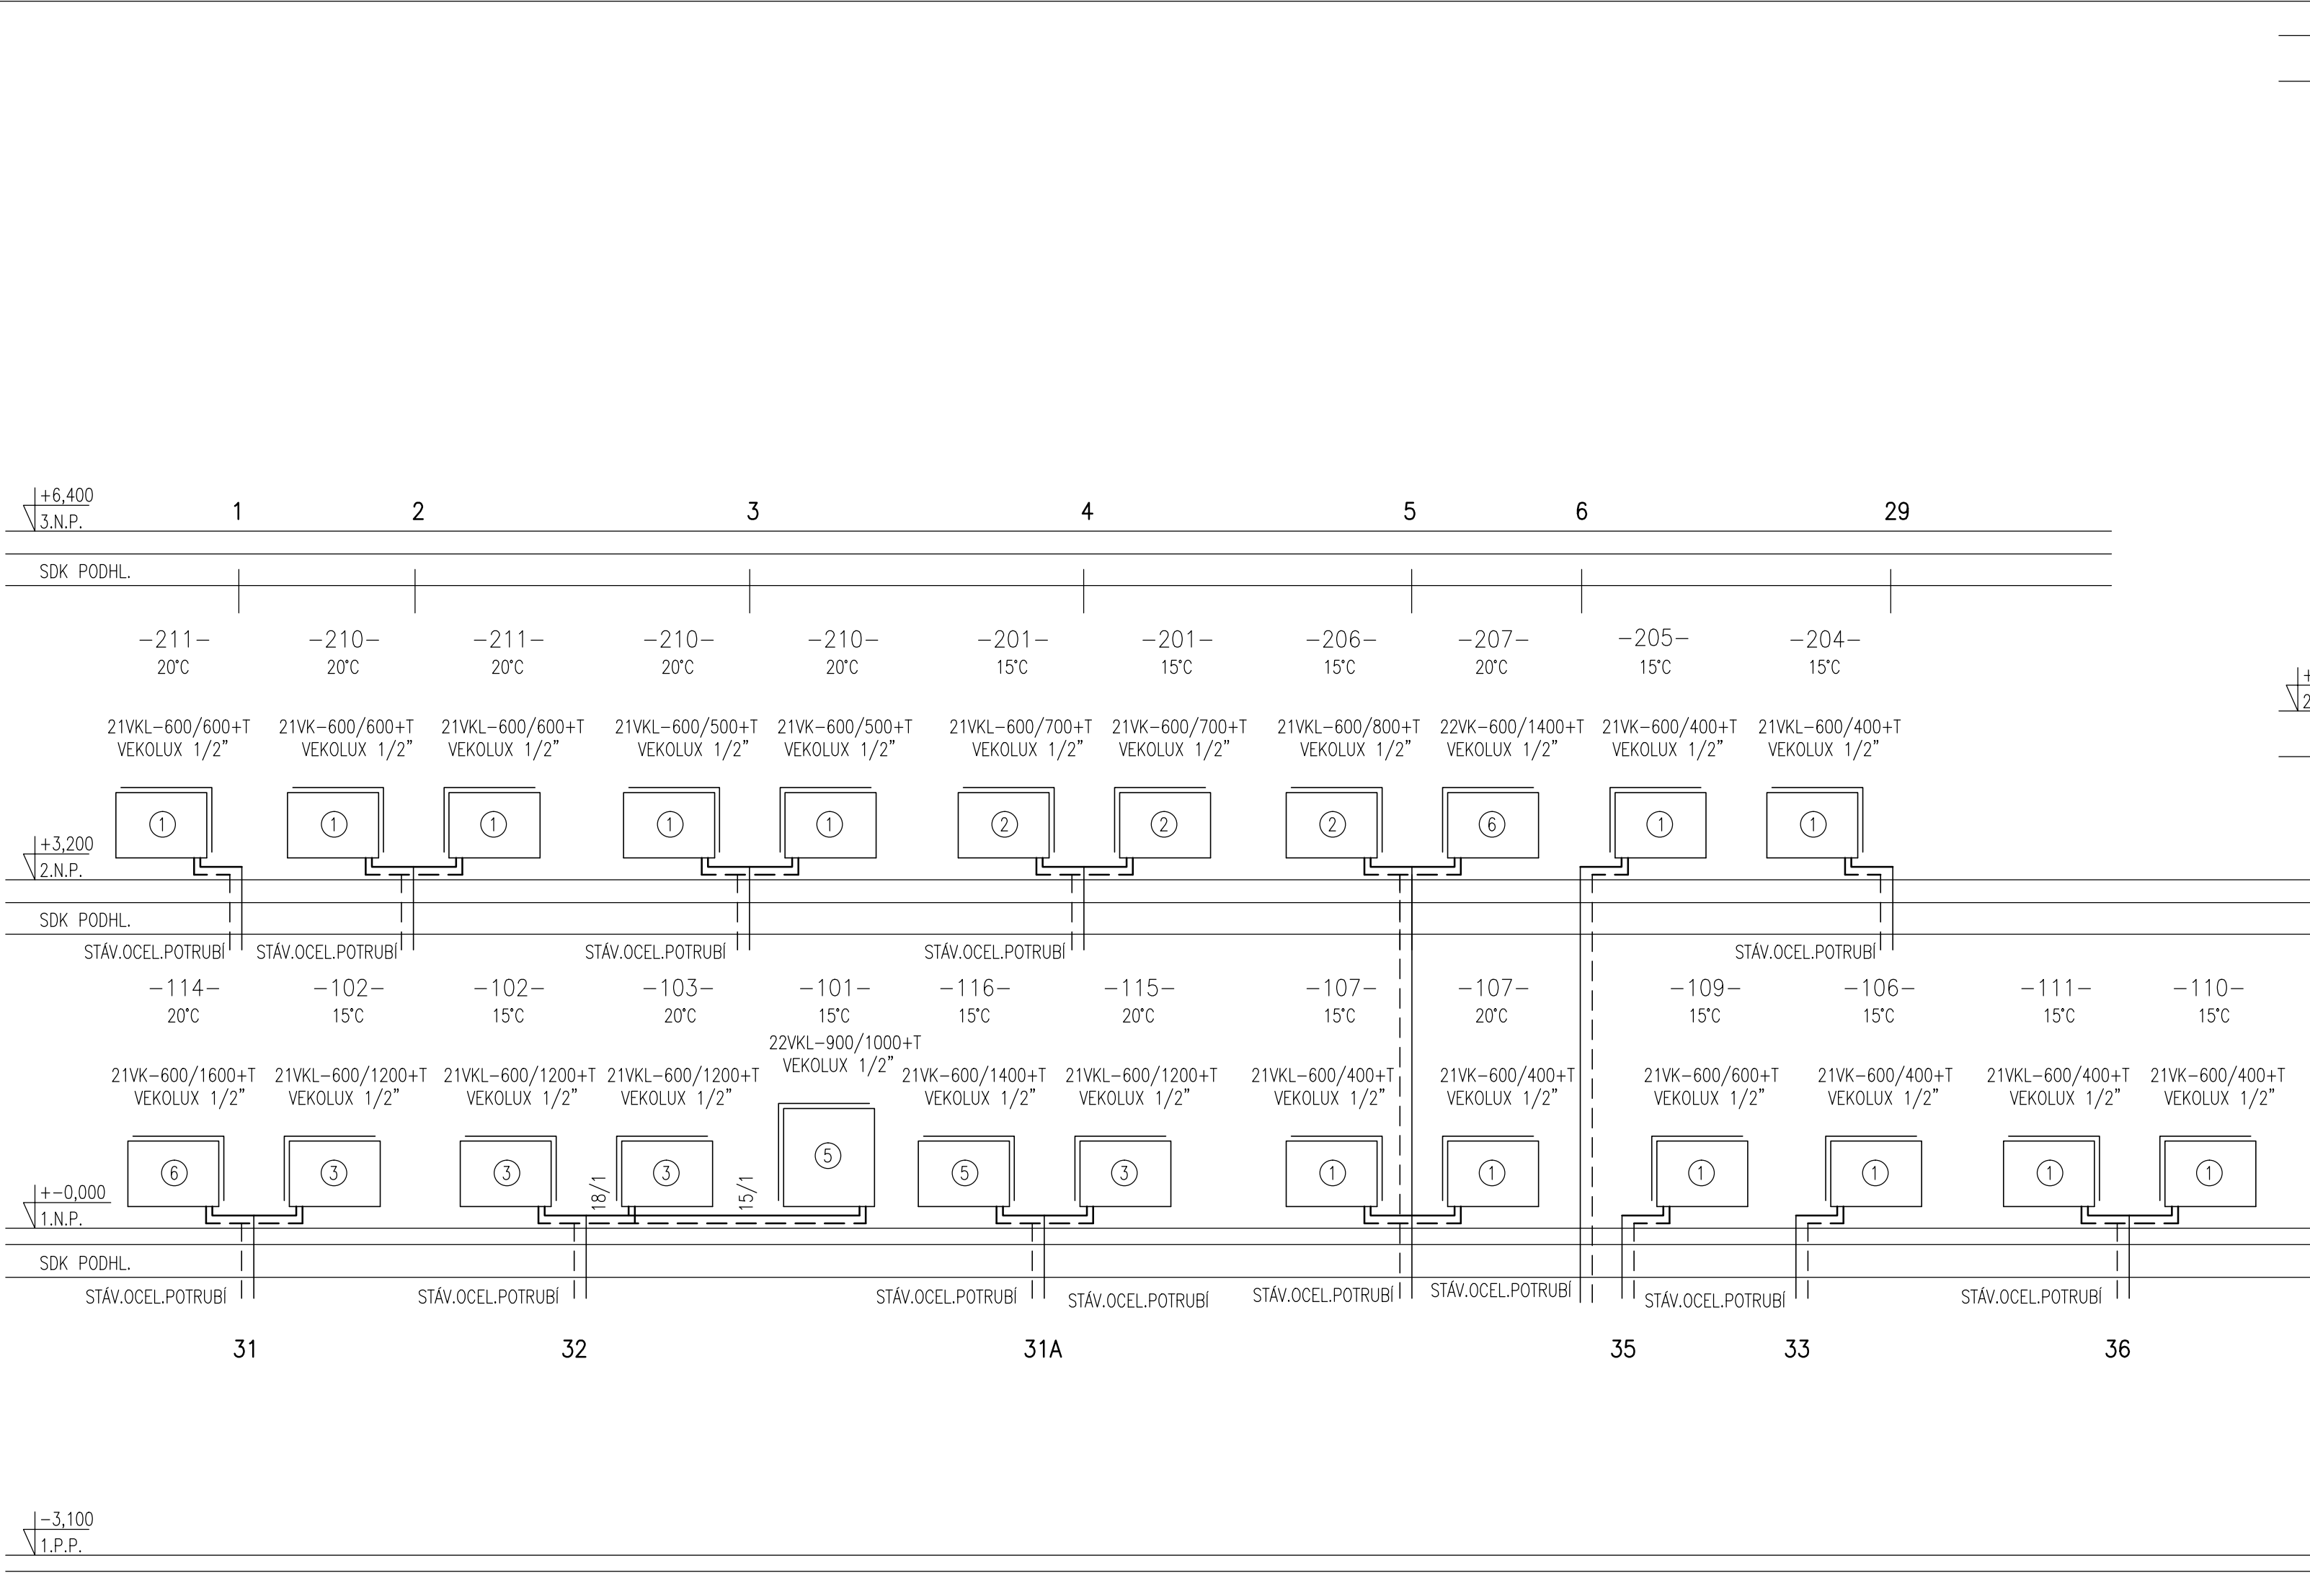 +6,400
3.N.P.
1 2 3 4 5 6 29
SDK PODHL.
-211- -210- -211- -210- -210- -201- -201- -206- -207- -205- -204-
20°C 20°C 20°C 20°C 20°C 15°C 15°C 15°C 20°C 15°C 15°C
+
2
21VKL-600/600+T 21VK-600/600+T 21VKL-600/600+T 21VKL-600/500+T 21VK-600/500+T 21VKL-600/700+T 21VK-600/700+T 21VKL-600/800+T 22VK-600/1400+T 21VK-600/400+T 21VKL-600/400+T
VEKOLUX 1/2" VEKOLUX 1/2" VEKOLUX 1/2" VEKOLUX 1/2" VEKOLUX 1/2" VEKOLUX 1/2" VEKOLUX 1/2" VEKOLUX 1/2" VEKOLUX 1/2" VEKOLUX 1/2" VEKOLUX 1/2"
1 1 1 1 1 2 2 2 6 1 1
+3,200
2.N.P.
SDK PODHL.
STÁV.OCEL.POTRUBÍ STÁV.OCEL.POTRUBÍ STÁV.OCEL.POTRUBÍ STÁV.OCEL.POTRUBÍ STÁV.OCEL.POTRUBÍ
-114- -102- -102- -103- -101- -116- -115- -107- -107- -109- -106- -111- -110-
20°C 15°C 15°C 20°C 15°C 15°C 20°C 15°C 20°C 15°C 15°C 15°C 15°C
22VKL-900/1000+T
VEKOLUX 1/2"
21VK-600/1600+T 21VKL-600/1200+T 21VKL-600/1200+T 21VKL-600/1200+T 21VK-600/1400+T 21VKL-600/1200+T 21VKL-600/400+T 21VK-600/400+T 21VK-600/600+T 21VK-600/400+T 21VKL-600/400+T 21VK-600/400+T
VEKOLUX 1/2" VEKOLUX 1/2" VEKOLUX 1/2" VEKOLUX 1/2" VEKOLUX 1/2" VEKOLUX 1/2" VEKOLUX 1/2" VEKOLUX 1/2" VEKOLUX 1/2" VEKOLUX 1/2" VEKOLUX 1/2" VEKOLUX 1/2"
6 3 3 3 5 5 3 1 1 1 1 1 1
18/1 15/1
+-0,000
1.N.P.
SDK PODHL.
STÁV.OCEL.POTRUBÍ STÁV.OCEL.POTRUBÍ STÁV.OCEL.POTRUBÍ STÁV.OCEL.POTRUBÍ STÁV.OCEL.POTRUBÍ STÁV.OCEL.POTRUBÍ STÁV.OCEL.POTRUBÍ STÁV.OCEL.POTRUBÍ
31 32 31A 35 33 36
-3,100
1.P.P.